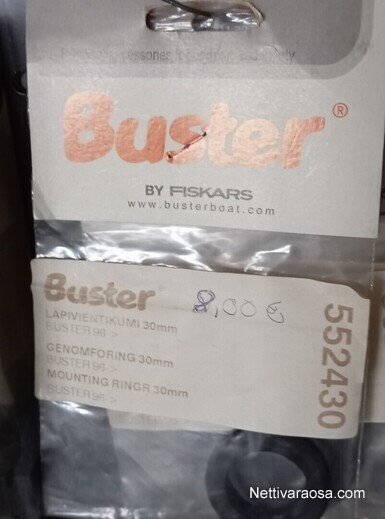 Buster®
BY FISKARS
www.busterboat.com
Buster 8,00 €
LÄPIVIENTIKUMI 30mm
BUSTER 96->
GENOMFÖRING 30mm
BUSTER 96->
MOUNTING RINGR 30mm
BUSTER 96->
552430
Nettivaraosa.com